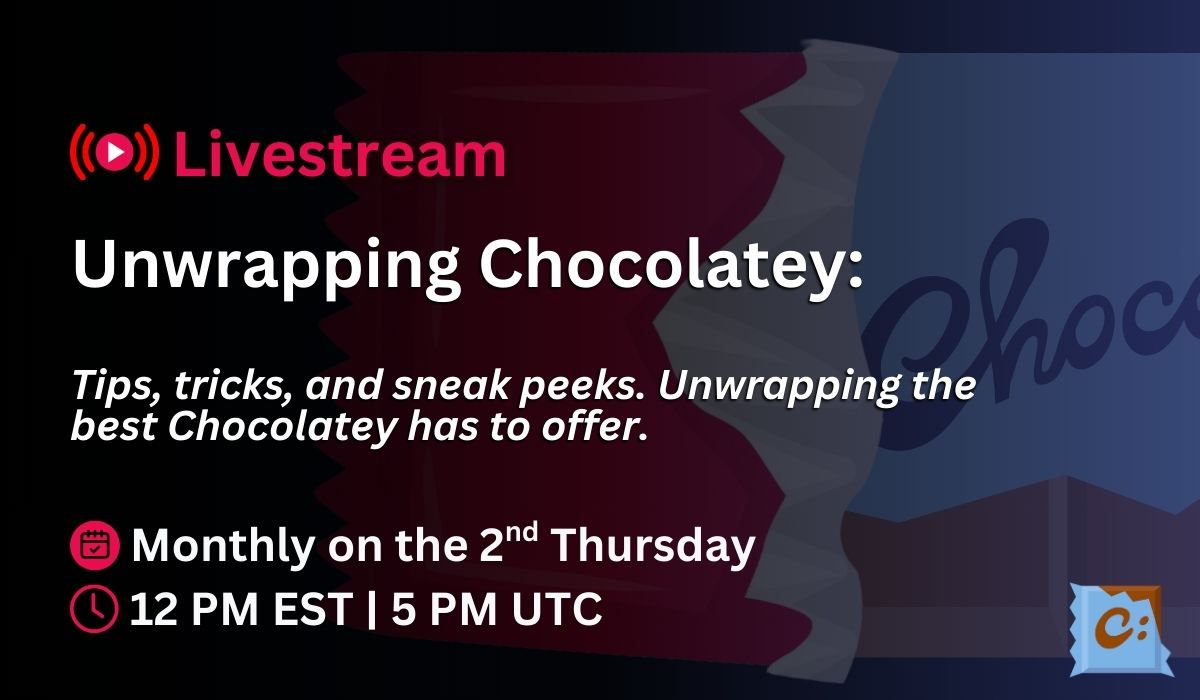 Livestream
Unwrapping Chocolatey:
Tips, tricks, and sneak peeks. Unwrapping the
best Chocolatey has to offer.
Monthly on the 2nd Thursday
12 PM EST | 5 PM UTC
Choco
C: